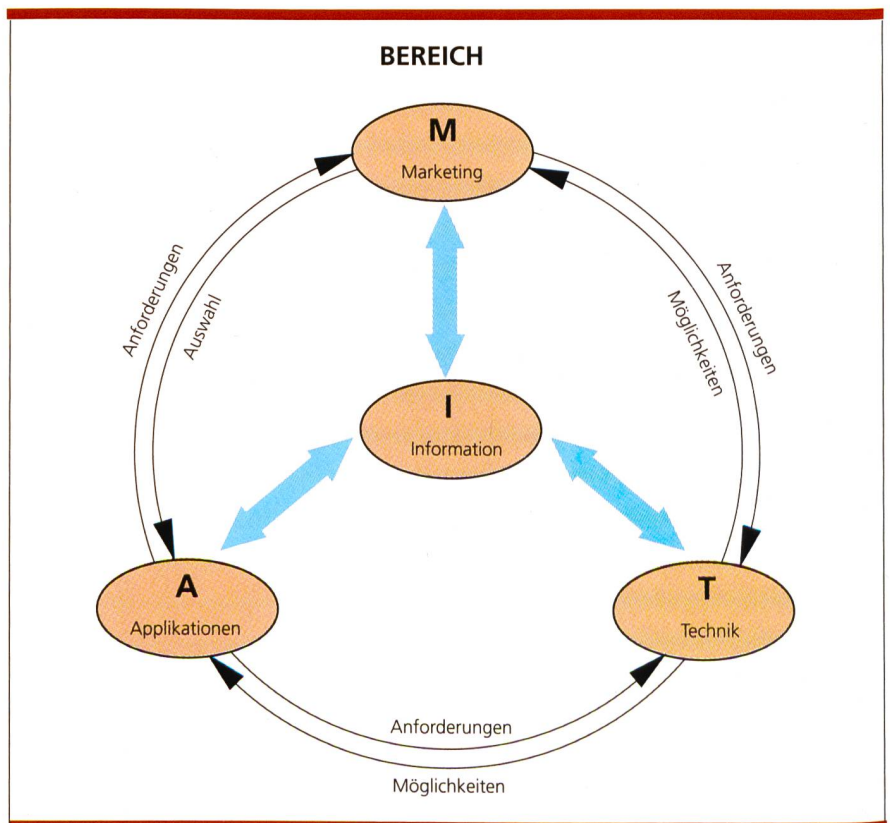 BEREICH
M
Marketing
Anforderungen
Auswahl
Anforderungen
Möglichkeiten
I
Information
A
Applikationen
T
Technik
Anforderungen
Möglichkeiten